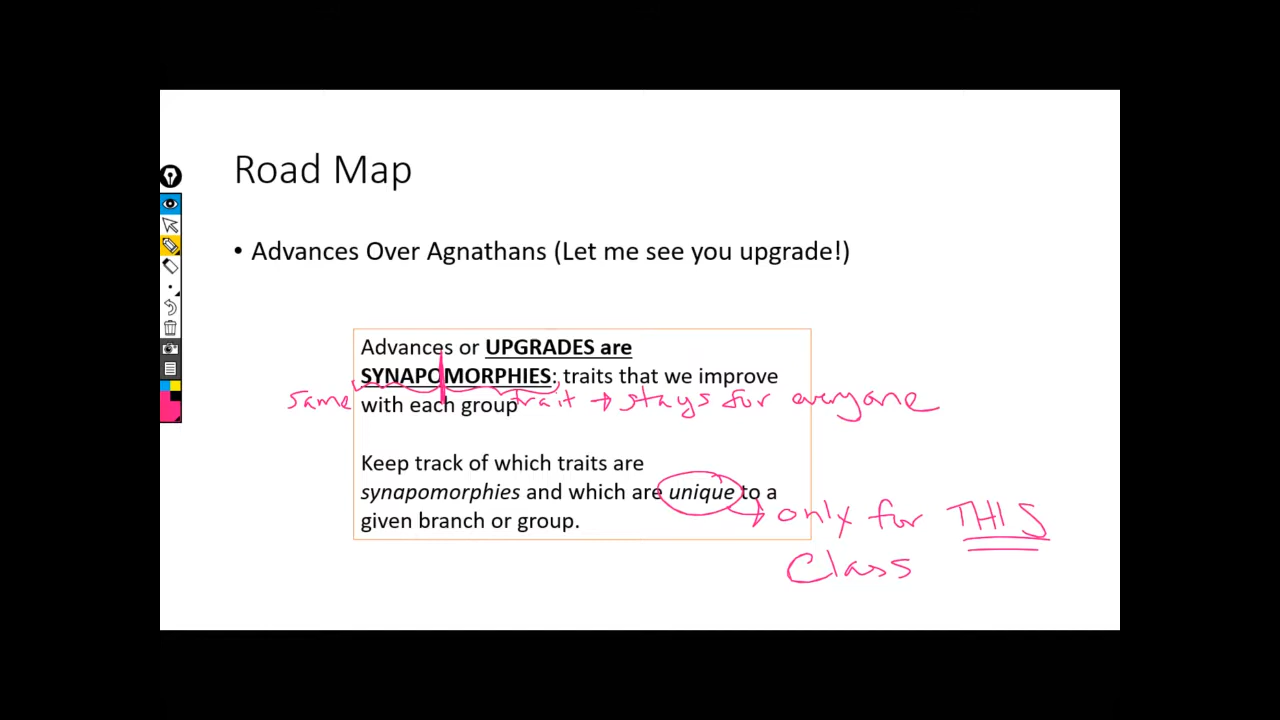 Road Map
• Advances Over Agnathans (Let me see you upgrade!)
Advances or UPGRADES are
SYNAPOMORPHIES: traits that we improve
same with each group trait → stays for everyone
Keep track of which traits are
synapomorphies and which are unique to a
given branch or group.
→ only for THIS
Class